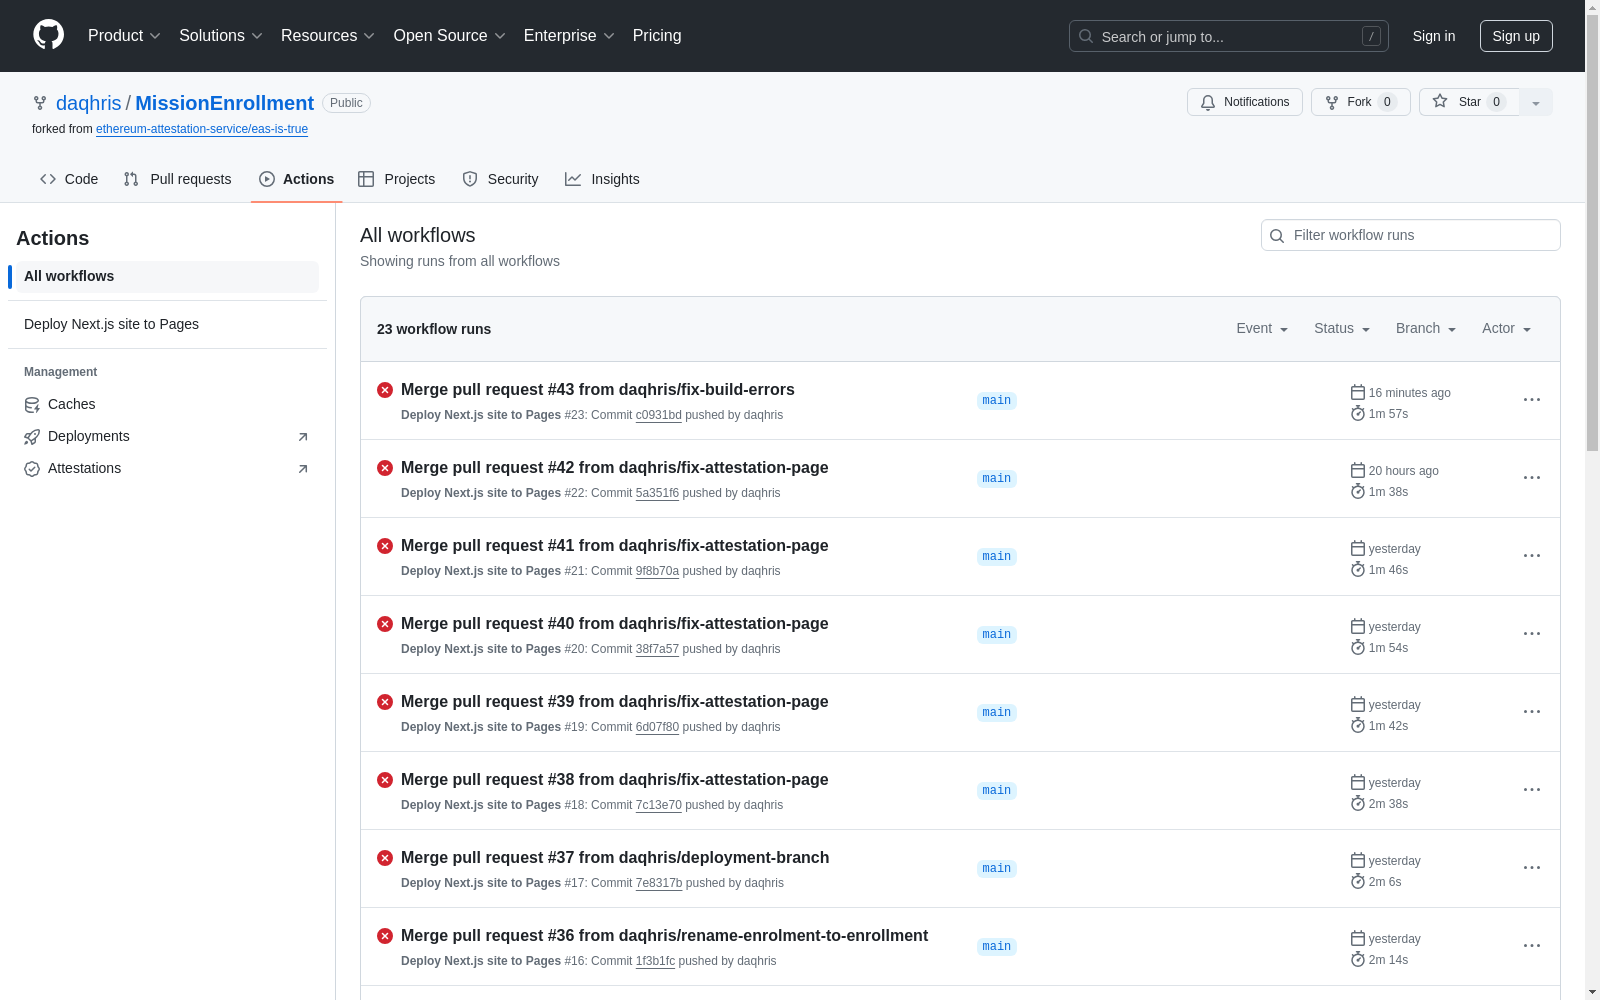 Product Solutions Resources Open Source Enterprise Pricing Search or jump to... / Sign in Sign up
daqhris / MissionEnrollment Public Notifications Fork 0 Star 0
forked from ethereum-attestation-service/eas-is-true
Code Pull requests Actions Projects Security Insights
Actions
All workflows
Deploy Next.js site to Pages
Management
Caches
Deployments
Attestations
All workflows
Showing runs from all workflows
Filter workflow runs
23 workflow runs Event Status Branch Actor
Merge pull request #43 from daqhris/fix-build-errors
Deploy Next.js site to Pages #23: Commit c0931bd pushed by daqhris
main
16 minutes ago
1m 57s
Merge pull request #42 from daqhris/fix-attestation-page
Deploy Next.js site to Pages #22: Commit 5a351f6 pushed by daqhris
main
20 hours ago
1m 38s
Merge pull request #41 from daqhris/fix-attestation-page
Deploy Next.js site to Pages #21: Commit 9f8b70a pushed by daqhris
main
yesterday
1m 46s
Merge pull request #40 from daqhris/fix-attestation-page
Deploy Next.js site to Pages #20: Commit 38f7a57 pushed by daqhris
main
yesterday
1m 54s
Merge pull request #39 from daqhris/fix-attestation-page
Deploy Next.js site to Pages #19: Commit 6d07f80 pushed by daqhris
main
yesterday
1m 42s
Merge pull request #38 from daqhris/fix-attestation-page
Deploy Next.js site to Pages #18: Commit 7c13e70 pushed by daqhris
main
yesterday
2m 38s
Merge pull request #37 from daqhris/deployment-branch
Deploy Next.js site to Pages #17: Commit 7e8317b pushed by daqhris
main
yesterday
2m 6s
Merge pull request #36 from daqhris/rename-enrolment-to-enrollment
Deploy Next.js site to Pages #16: Commit 1f3b1fc pushed by daqhris
main
yesterday
2m 14s